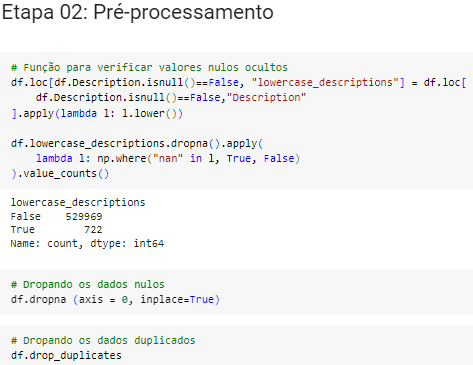 Etapa 02: Pré-processamento
# Função para verificar valores nulos ocultos
df.loc[df.Description.isnull()==False, "lowercase_descriptions"] = df.loc[
    df.Description.isnull()==False,"Description"
].apply(lambda l: l.lower())
df.lowercase_descriptions.dropna().apply(
    lambda l: np.where("nan" in l, True, False)
).value_counts()
lowercase_descriptions
False    529969
True        722
Name: count, dtype: int64
# Dropando os dados nulos
df.dropna (axis = 0, inplace=True)
# Dropando os dados duplicados
df.drop_duplicates